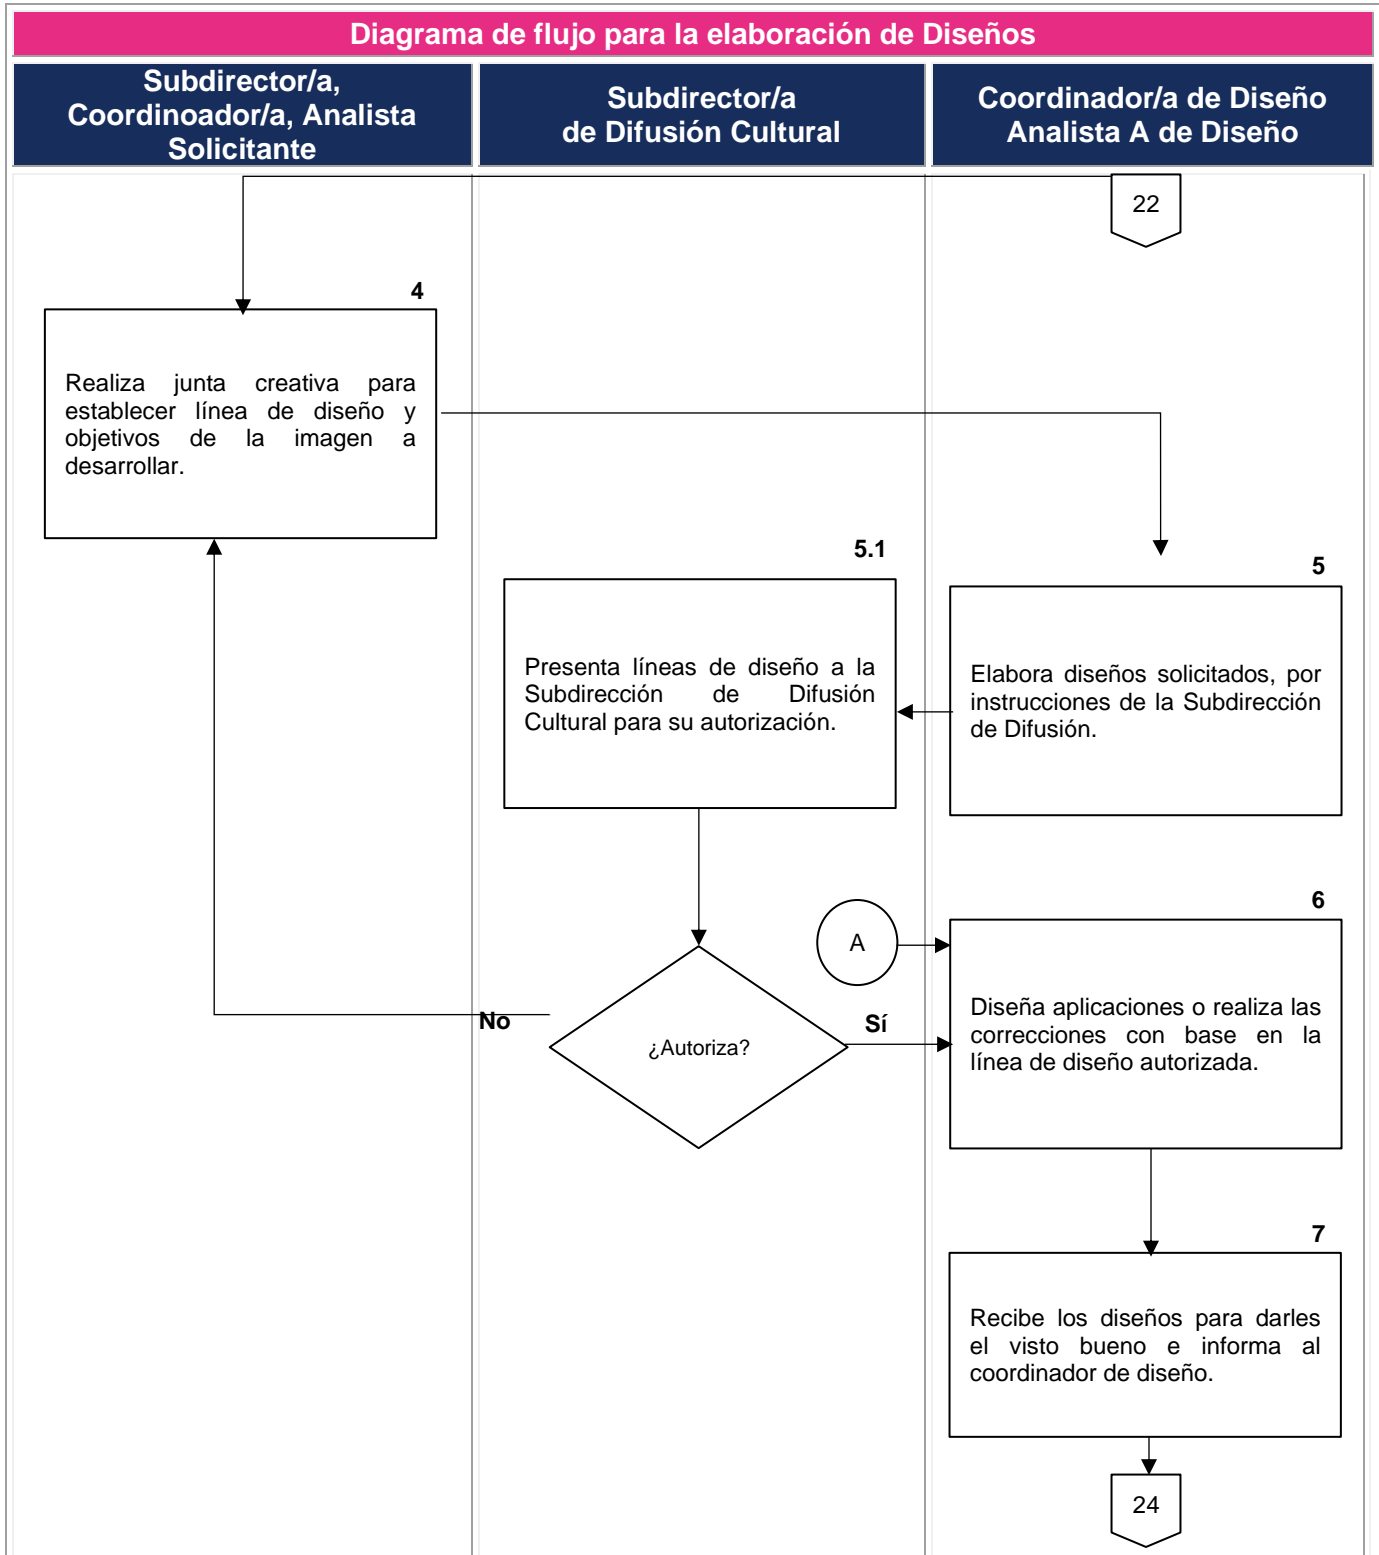 Diagrama de flujo para la elaboración de Diseños
Subdirector/a,
Coordinoador/a, Analista
Solicitante
Subdirector/a
de Difusión Cultural
Coordinador/a de Diseño
Analista A de Diseño
22
4
Realiza junta creativa para
establecer línea de diseño y
objetivos de la imagen a
desarrollar.
5.1
Presenta líneas de diseño a la
Subdirección de Difusión
Cultural para su autorización.
5
Elabora diseños solicitados, por
instrucciones de la Subdirección
de Difusión.
¿Autoriza?
No
Sí
A
6
Diseña aplicaciones o realiza las
correcciones con base en la
línea de diseño autorizada.
7
Recibe los diseños para darles
el visto bueno e informa al
coordinador de diseño.
24